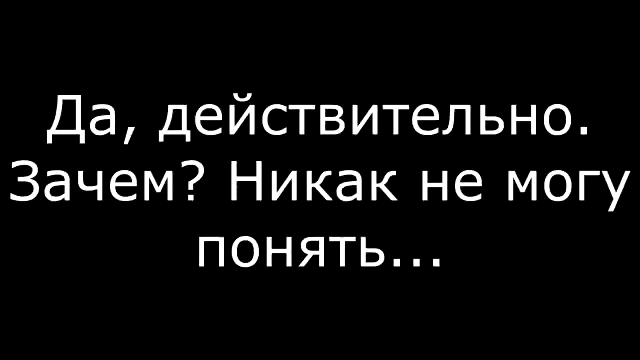 Да, действительно.
Зачем? Никак не могу
понять...